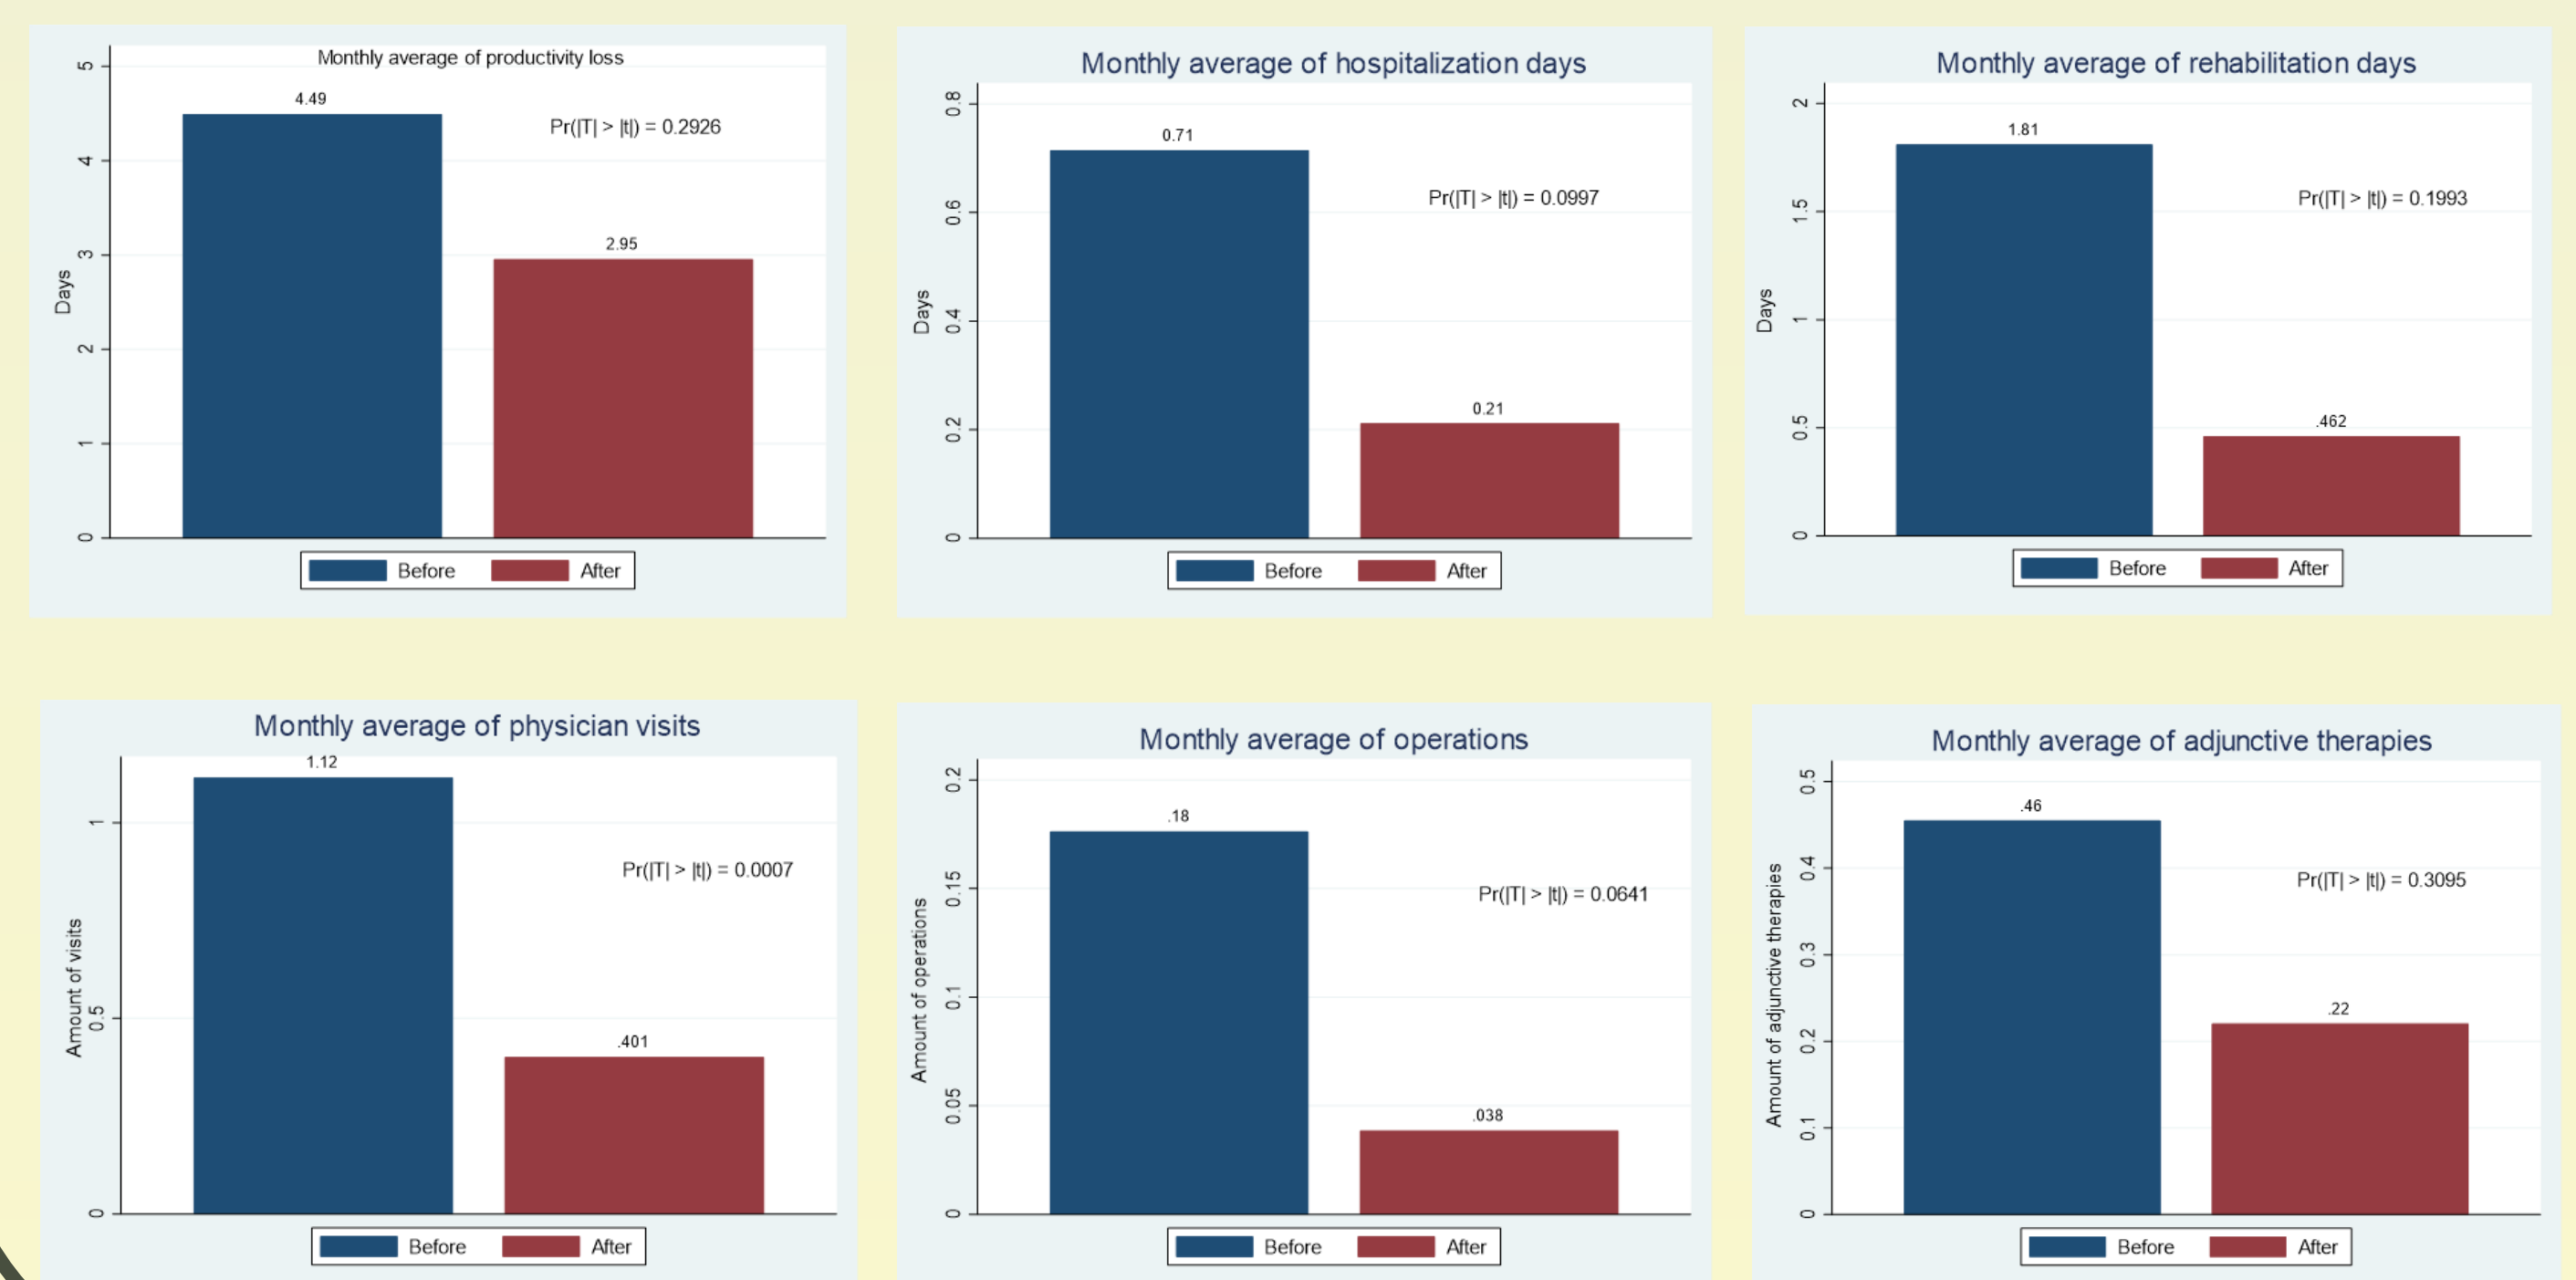 Monthly average of productivity loss
5
4
3
2
1
0
Days
4.49
2.95
Pr(|T| > |t|) = 0.2926
Before After
Monthly average of hospitalization days
0.8
0.6
0.4
0.2
0
Days
0.71
0.21
Pr(|T| > |t|) = 0.0997
Before After
Monthly average of rehabilitation days
2
1.5
1
0.5
0
Days
1.81
.462
Pr(|T| > |t|) = 0.1993
Before After
Monthly average of physician visits
1
0.5
0
Amount of visits
1.12
.401
Pr(|T| > |t|) = 0.0007
Before After
Monthly average of operations
0.2
0.15
0.1
0.05
0
Amount of operations
.18
.038
Pr(|T| > |t|) = 0.0641
Before After
Monthly average of adjunctive therapies
0.5
0.4
0.3
0.2
0.1
0
Amount of adjunctive therapies
.46
.22
Pr(|T| > |t|) = 0.3095
Before After